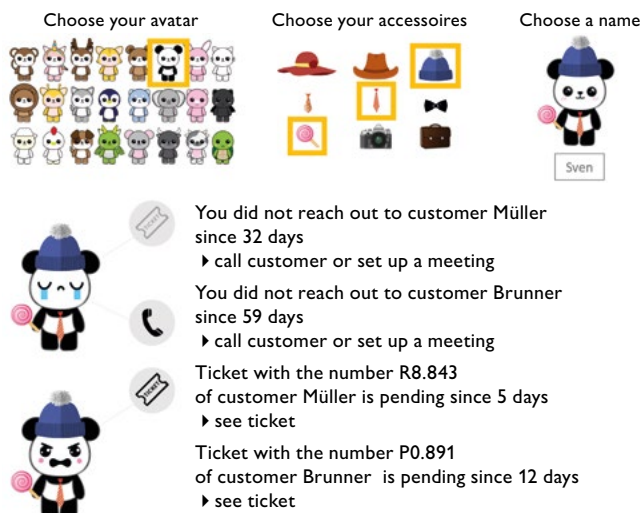 Choose your avatar
Choose your accessoires
Choose a name
Sven
TICKET
You did not reach out to customer Müller
since 32 days
▸ call customer or set up a meeting
You did not reach out to customer Brunner
since 59 days
▸ call customer or set up a meeting
TICKET
Ticket with the number R8.843
of customer Müller is pending since 5 days
▸ see ticket
Ticket with the number P0.891
of customer Brunner  is pending since 12 days
▸ see ticket